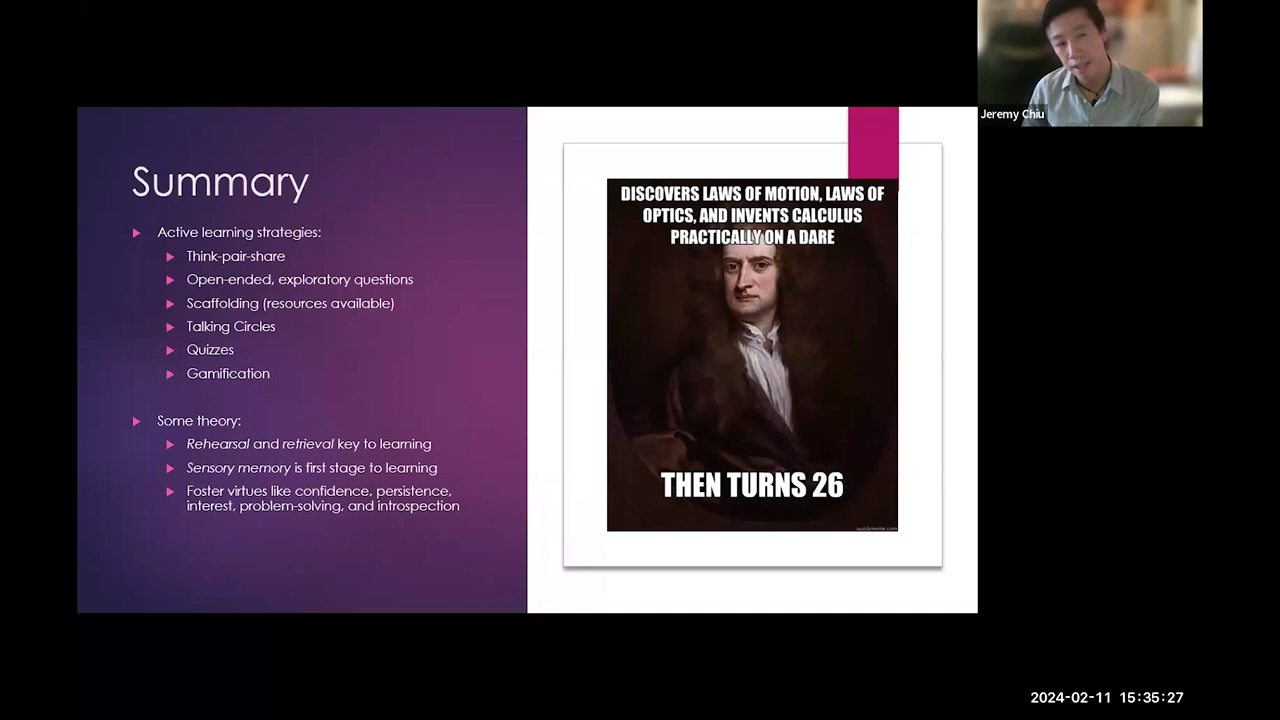 Jeremy Chiu
Summary
Active learning strategies:
Think-pair-share
Open-ended, exploratory questions
Scaffolding (resources available)
Talking Circles
Quizzes
Gamification
Some theory:
Rehearsal and retrieval key to learning
Sensory memory is first stage to learning
Foster virtues like confidence, persistence,
interest, problem-solving, and introspection
DISCOVERS LAWS OF MOTION, LAWS OF
OPTICS, AND INVENTS CALCULUS
PRACTICALLY ON A DARE
THEN TURNS 26
quickmeme.com
2024-02-11 15:35:27